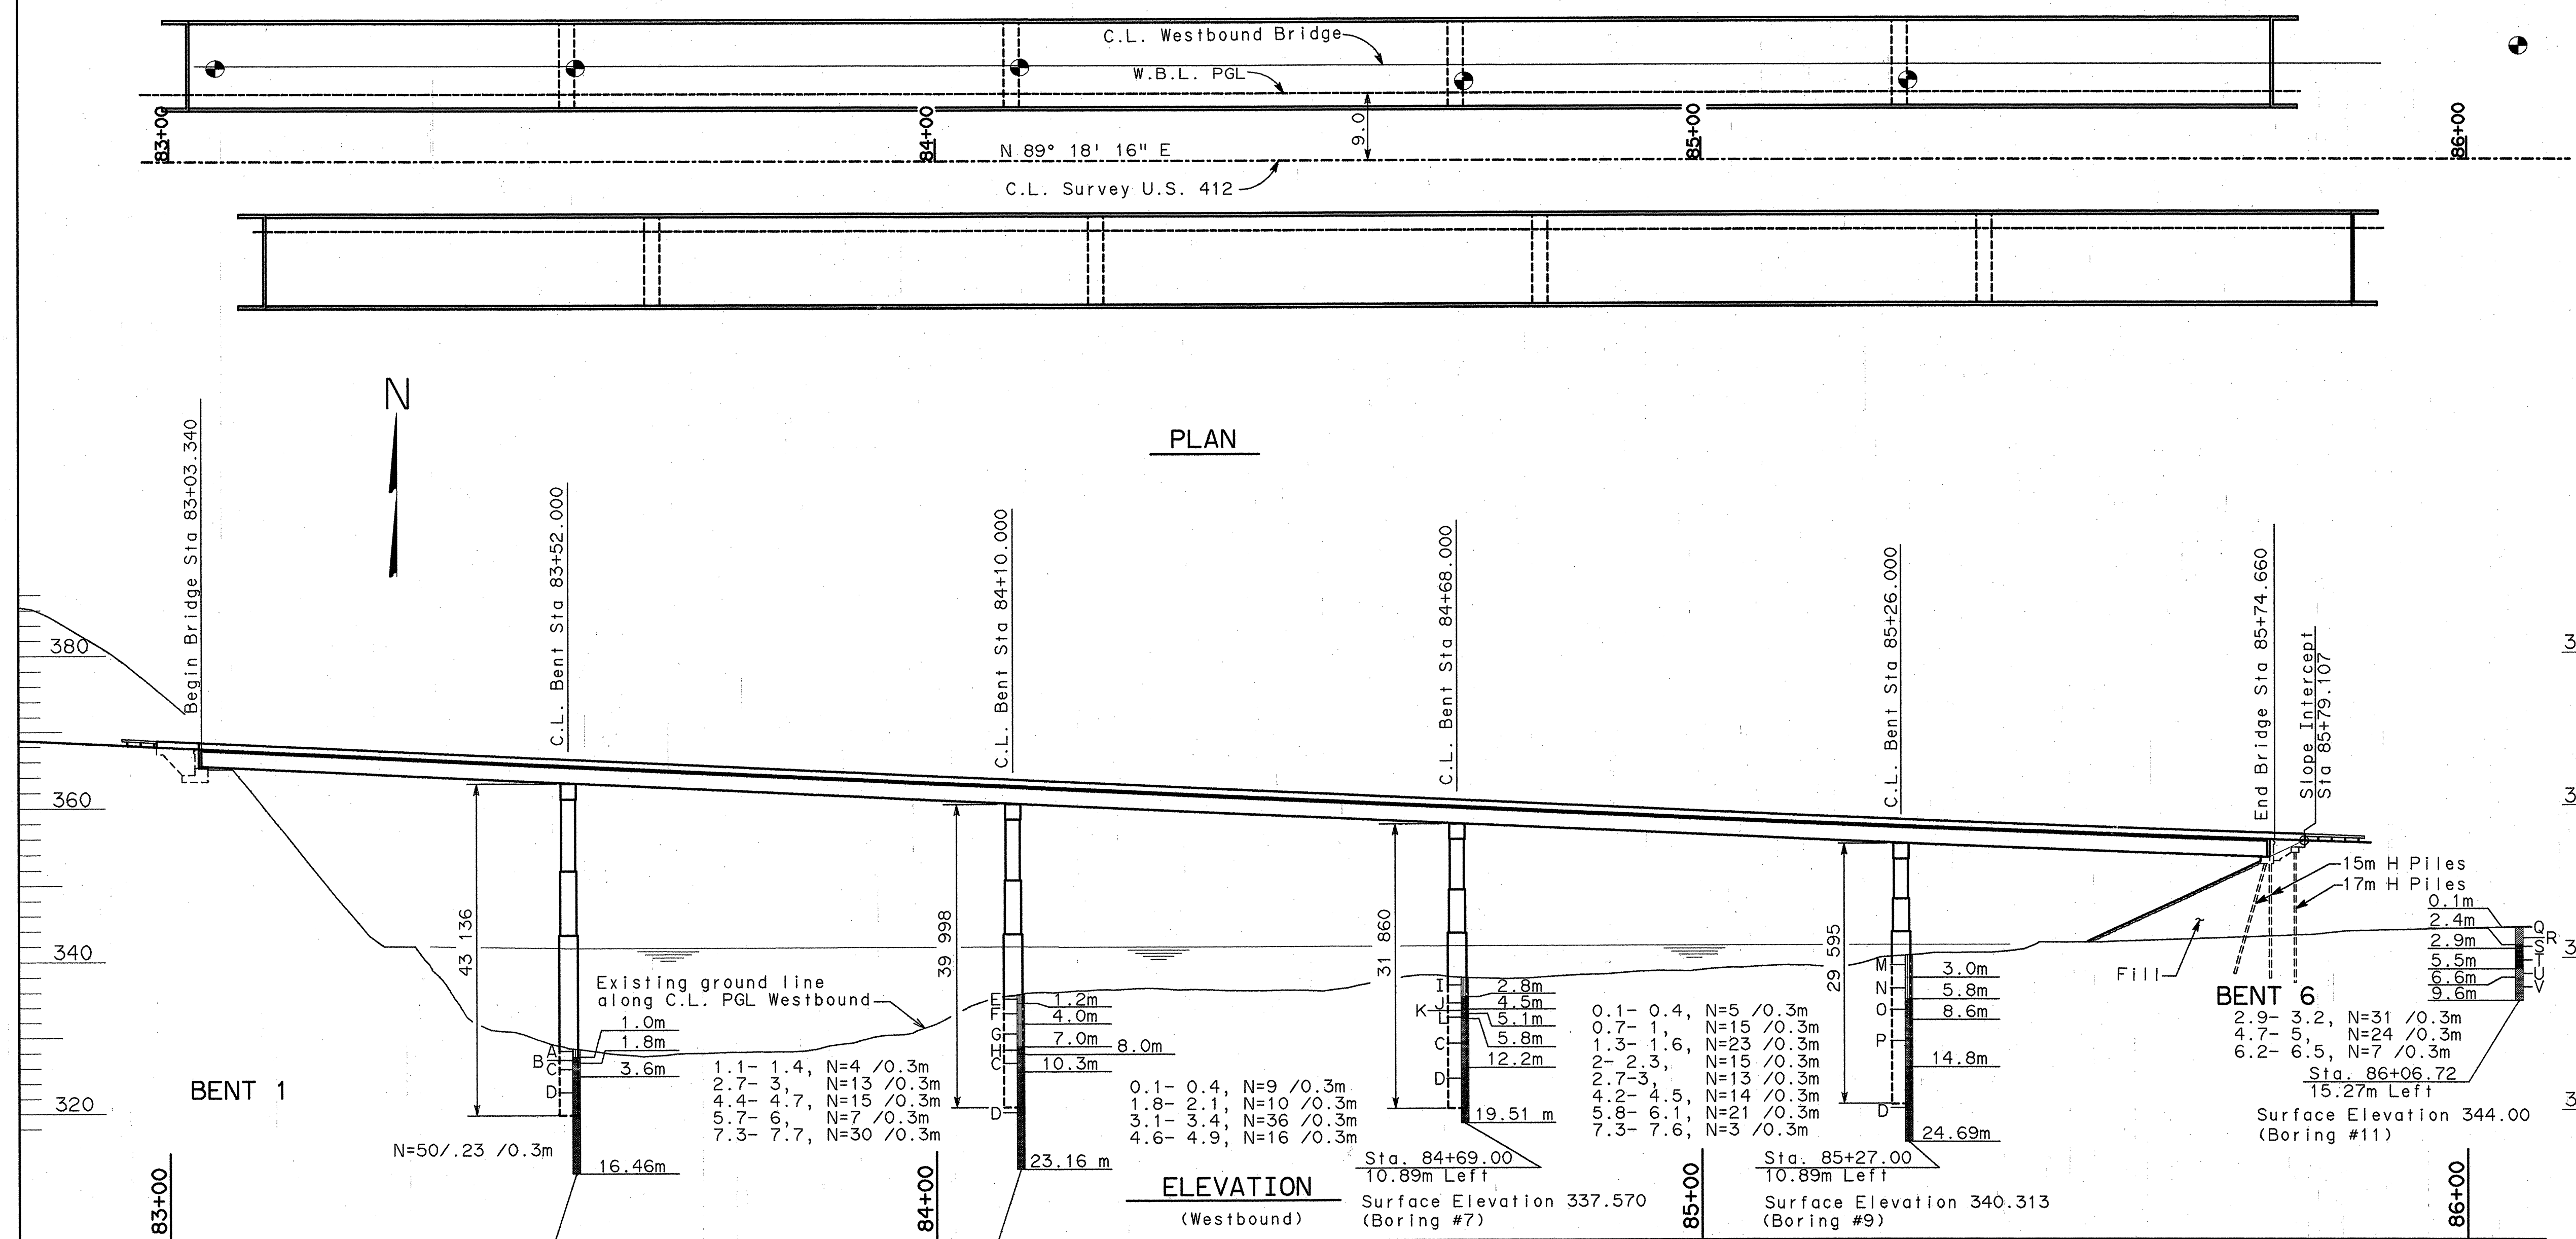 C.L. Westbound Bridge
W.B.L. PGL
83+00
84+00
85+00
86+00
9.0
N 89° 18' 16" E
C.L. Survey U.S. 412
N
PLAN
Begin Bridge Sta 83+03.340
C.L. Bent Sta 83+52.000
C.L. Bent Sta 84+10.000
C.L. Bent Sta 84+68.000
C.L. Bent Sta 85+26.000
End Bridge Sta 85+74.660
Slope Intercept
Sta 85+79.107
380
360
340
320
3
3
3
3
43 136
39 998
31 860
29 595
15m H Piles
17m H Piles
Fill
Existing ground line
along C.L. PGL Westbound
BENT 1
BENT 6
A
B
C
D
1.0m
1.8m
3.6m
16.46m
N=50/.23 /0.3m
1.1- 1.4, N=4 /0.3m
2.7- 3, N=13 /0.3m
4.4- 4.7, N=15 /0.3m
5.7- 6, N=7 /0.3m
7.3- 7.7, N=30 /0.3m
E
F
G
H
C
D
1.2m
4.0m
7.0m
8.0m
10.3m
23.16 m
0.1- 0.4, N=9 /0.3m
1.8- 2.1, N=10 /0.3m
3.1- 3.4, N=36 /0.3m
4.6- 4.9, N=16 /0.3m
I
J
K
L
C
D
2.8m
4.5m
5.1m
5.8m
12.2m
19.51 m
Sta. 84+69.00
10.89m Left
Surface Elevation 337.570
(Boring #7)
0.1- 0.4, N=5 /0.3m
0.7- 1, N=15 /0.3m
1.3- 1.6, N=23 /0.3m
2- 2.3, N=15 /0.3m
2.7-3, N=13 /0.3m
4.2- 4.5, N=14 /0.3m
5.8- 6.1, N=21 /0.3m
7.3- 7.6, N=3 /0.3m
M
N
O
P
D
3.0m
5.8m
8.6m
14.8m
24.69m
Sta. 85+27.00
10.89m Left
Surface Elevation 340.313
(Boring #9)
0.1m
2.4m
2.9m
5.5m
6.6m
9.6m
Q
R
S
T
U
V
2.9- 3.2, N=31 /0.3m
4.7- 5, N=24 /0.3m
6.2- 6.5, N=7 /0.3m
Sta. 86+06.72
15.27m Left
Surface Elevation 344.00
(Boring #11)
ELEVATION
(Westbound)
83+00
84+00
85+00
86+00